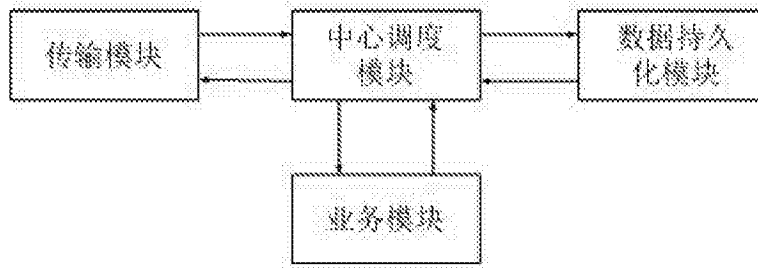 传输模块
中心调度
模块
数据持久
化模块
业务模块